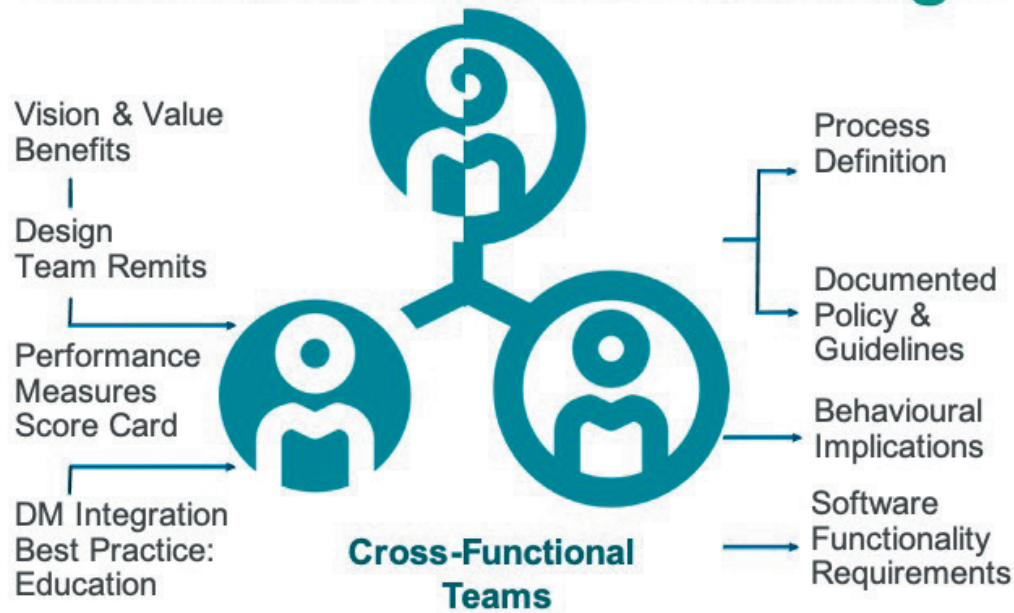 Vision & Value
Benefits
Design
Team Remits
Performance
Measures
Score Card
DM Integration
Best Practice:
Education
Cross-Functional
Teams
Process
Definition
Documented
Policy &
Guidelines
Behavioural
Implications
Software
Functionality
Requirements